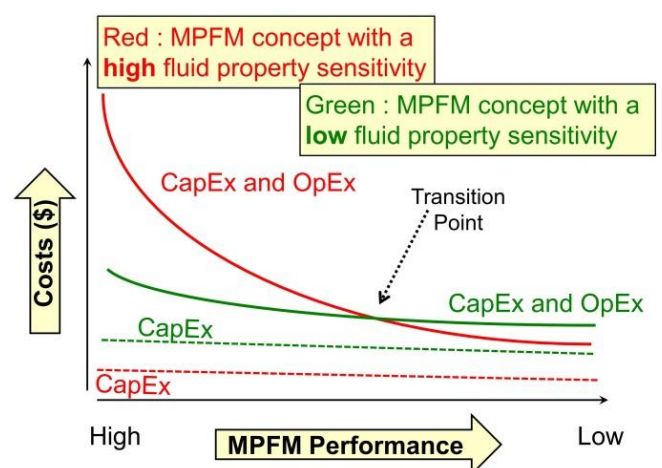 Red : MPFM concept with a
high fluid property sensitivity
Green : MPFM concept with a
low fluid property sensitivity
CapEx and OpEx
Transition
Point
Costs ($)
CapEx and OpEx
CapEx
CapEx
High
MPFM Performance
Low